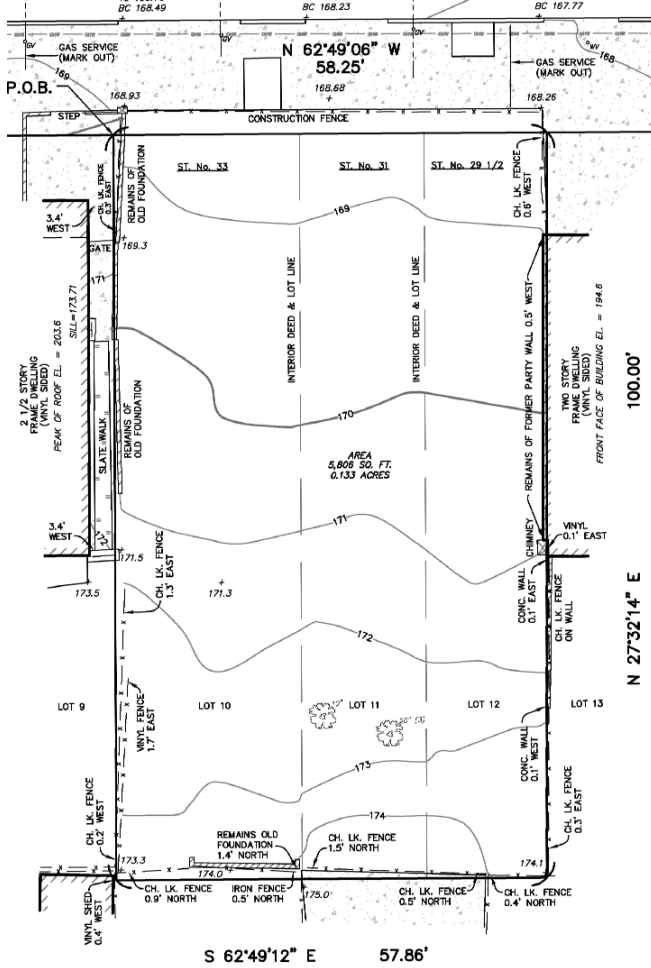 BC 168.49
BC 168.23
BC 167.77
GV
GV
WV
GAS SERVICE
(MARK OUT)
N 62°49'06" W
58.25'
GAS SERVICE
(MARK OUT)
168
169
P.O.B.
168.93
168.68
168.26
STEP
CONSTRUCTION FENCE
ST. No. 33
ST. No. 31
ST. No. 29 1/2
CH. LK. FENCE
0.3' EAST
REMAINS OF
OLD FOUNDATION
CH. LK. FENCE
0.6' WEST
3.4'
WEST
169
169.3
GATE
171
INTERIOR DEED & LOT LINE
INTERIOR DEED & LOT LINE
REMAINS OF FORMER PARTY WALL 0.5' WEST
SILL=173.71
2 1/2 STORY
FRAME DWELLING
(VINYL SIDED)
PEAK OF ROOF EL. = 203.6
SLATE WALK
REMAINS OF
OLD FOUNDATION
170
TWO STORY
FRAME DWELLING
(VINYL SIDED)
FRONT FACE OF BUILDING EL. = 194.6
100.00'
AREA
5,806 SQ. FT.
0.133 ACRES
3.4'
WEST
172
171
CHIMNEY
VINYL
0.1' EAST
171.5
173.5
CH. LK. FENCE
1.3' EAST
171.3
CONC. WALL
0.1' EAST
CH. LK. FENCE
ON WALL
N 27°32'14" E
172
LOT 9
LOT 10
LOT 11
LOT 12
LOT 13
VINYL FENCE
1.7' EAST
20" (3)
CONC. WALL
0.1' WEST
173
CH. LK. FENCE
0.2' WEST
CH. LK. FENCE
0.3' EAST
174
REMAINS OLD
FOUNDATION
1.4' NORTH
CH. LK. FENCE
1.5' NORTH
173.3
174.0
174.1
VINYL SHED
0.4' WEST
CH. LK. FENCE
0.9' NORTH
IRON FENCE
0.5' NORTH
175.0
CH. LK. FENCE
0.5' NORTH
CH. LK. FENCE
0.4' NORTH
S 62°49'12" E
57.86'